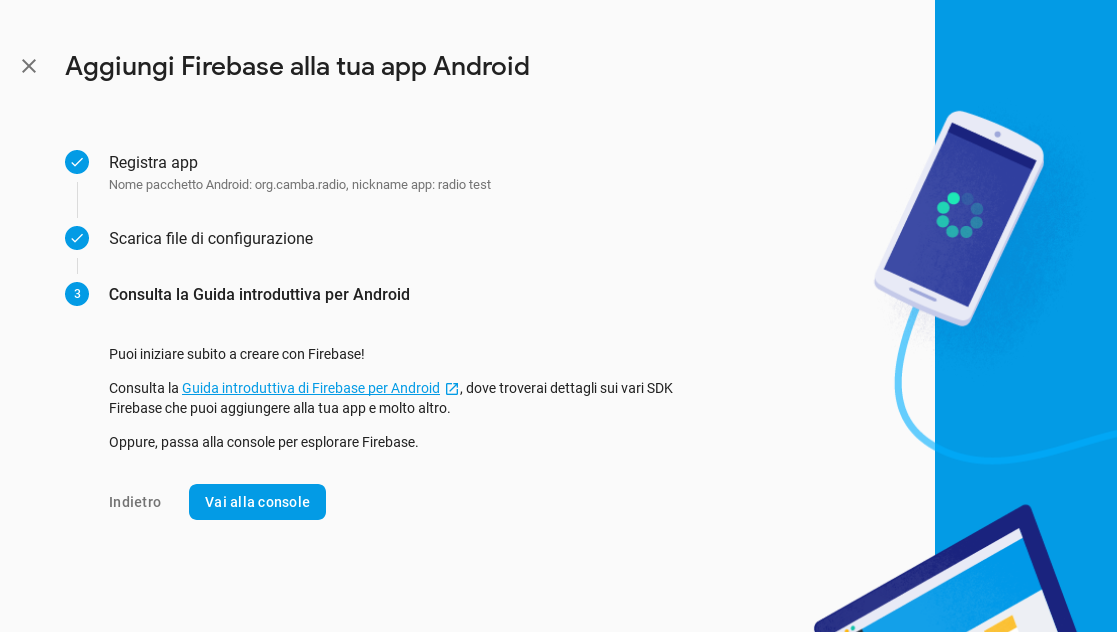 Aggiungi Firebase alla tua app Android
Registra app
Nome pacchetto Android: org.camba.radio, nickname app: radio test
Scarica file di configurazione
3 Consulta la Guida introduttiva per Android
Puoi iniziare subito a creare con Firebase!
Consulta la Guida introduttiva di Firebase per Android, dove troverai dettagli sui vari SDK
Firebase che puoi aggiungere alla tua app e molto altro.
Oppure, passa alla console per esplorare Firebase.
Indietro Vai alla console